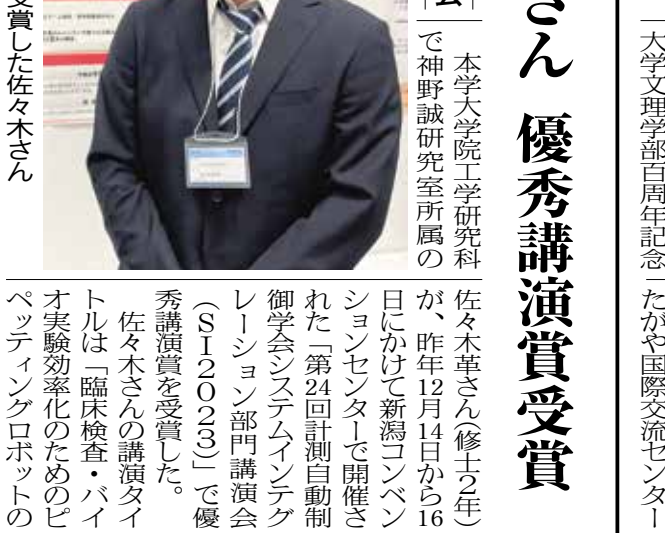 大学文理学部百周年記念
たがや国際交流センター
さん 優秀講演賞受賞
会」
本学大学院工学研究科
で神野誠研究室所属の
佐々木革さん(修士2年)
が、昨年12月14日から16
日にかけて新潟コンベン
ションセンターで開催さ
れた「第24回計測自動制
御学会システムインテグ
レーション部門講演会
(SI2023)」で優
秀講演賞を受賞した。
佐々木さんの講演タイ
トルは「臨床検査・バイ
オ実験効率化のためのピ
ペッティングロボットの
受賞した佐々木さん